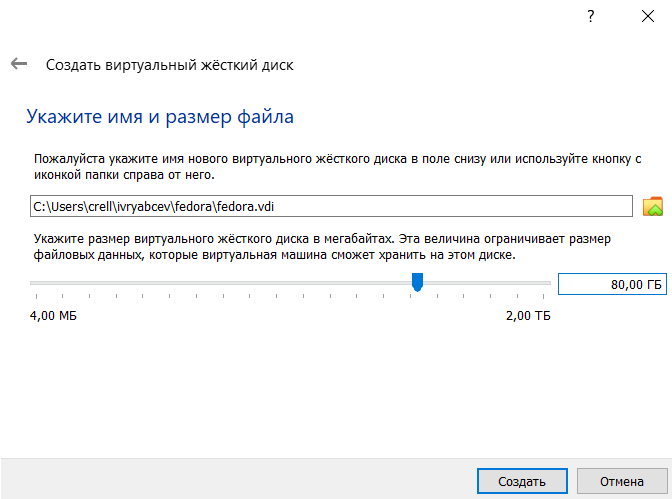 ?
Создать виртуальный жёсткий диск
Укажите имя и размер файла
Пожалуйста укажите имя нового виртуального жёсткого диска в поле снизу или используйте кнопку с
иконкой папки справа от него.
C:\Users\crell\ivryabcev\fedora\fedora.vdi
Укажите размер виртуального жёсткого диска в мегабайтах. Эта величина ограничивает размер
файловых данных, которые виртуальная машина сможет хранить на этом диске.
80,00 ГБ
4,00 МБ 2,00 ТБ
Создать Отмена